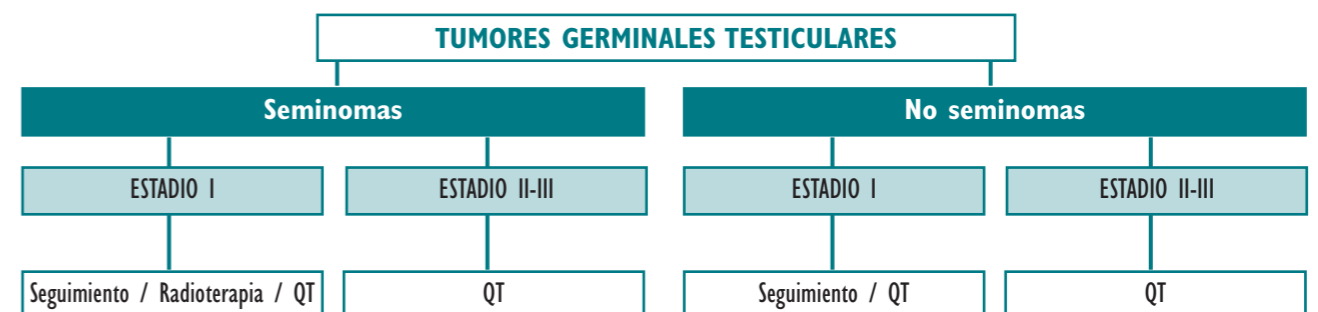 TUMORES GERMINALES TESTICULARES
Seminomas
No seminomas
ESTADIO I
ESTADIO II-III
ESTADIO I
ESTADIO II-III
Seguimiento / Radioterapia / QT
QT
Seguimiento / QT
QT